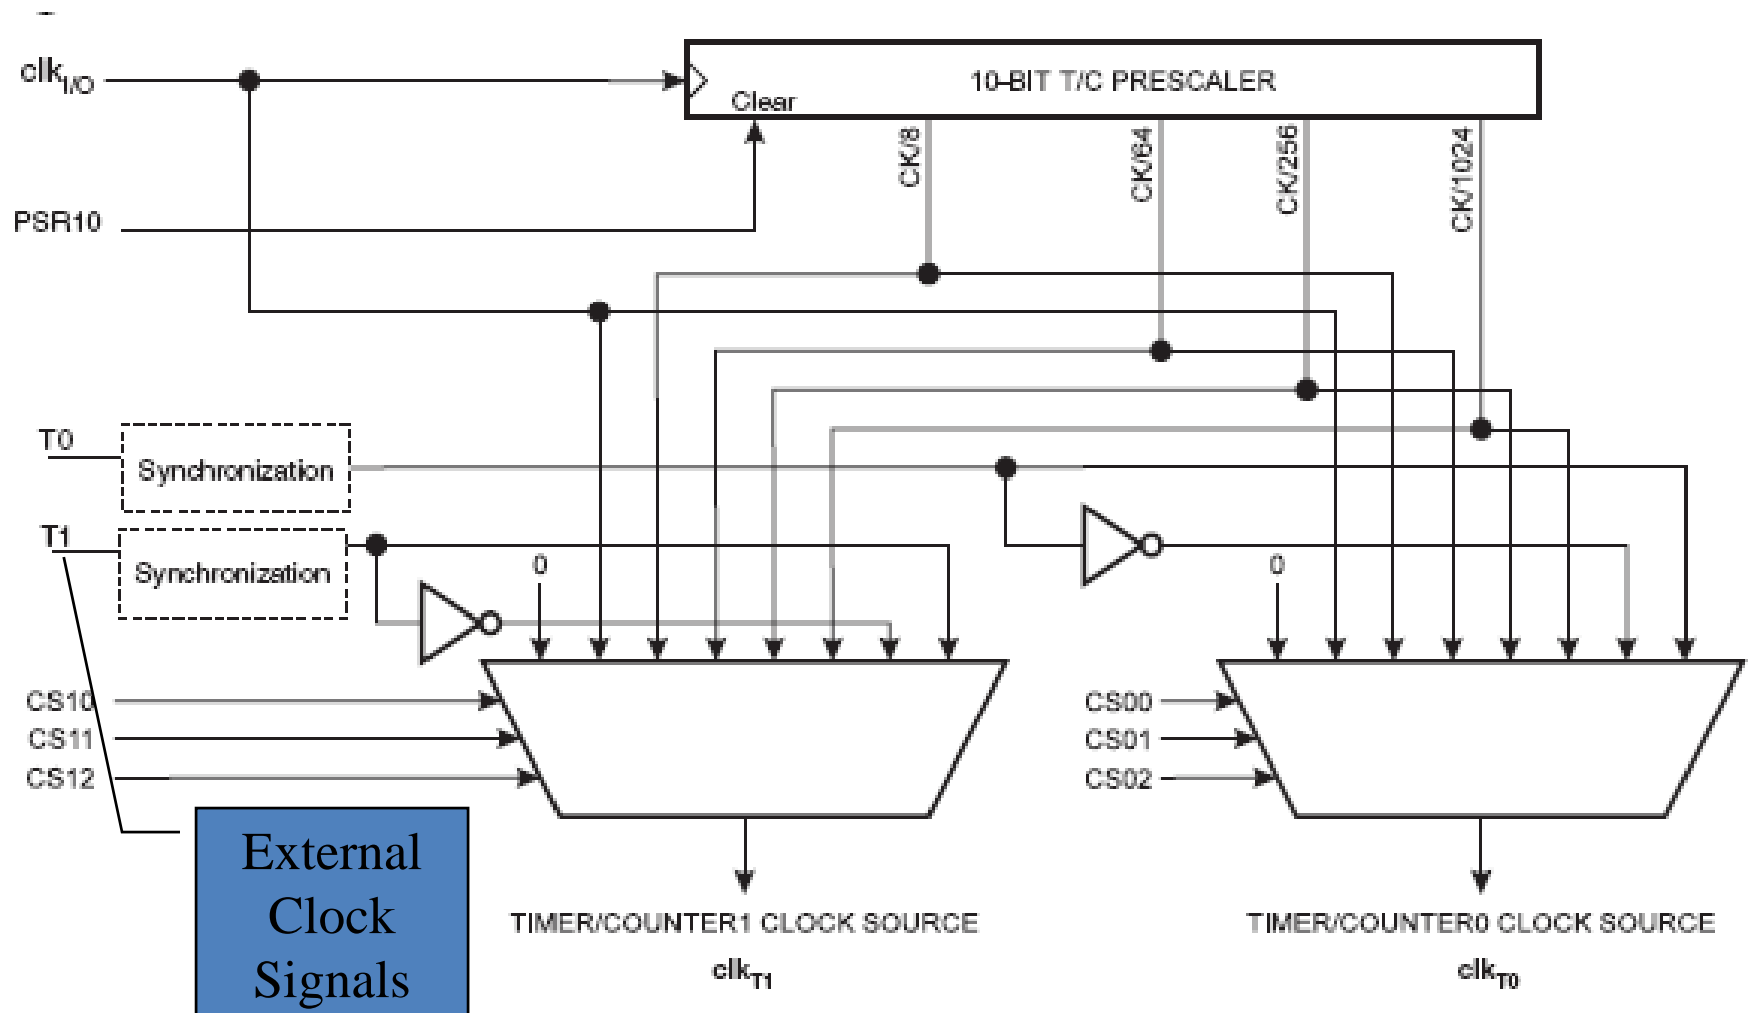 clkI/O
10-BIT T/C PRESCALER
Clear
CK/8
CK/64
CK/256
CK/1024
PSR10
T0
Synchronization
T1
Synchronization
0
0
CS10
CS11
CS12
CS00
CS01
CS02
External
Clock
Signals
TIMER/COUNTER1 CLOCK SOURCE
clkT1
TIMER/COUNTER0 CLOCK SOURCE
clkT0